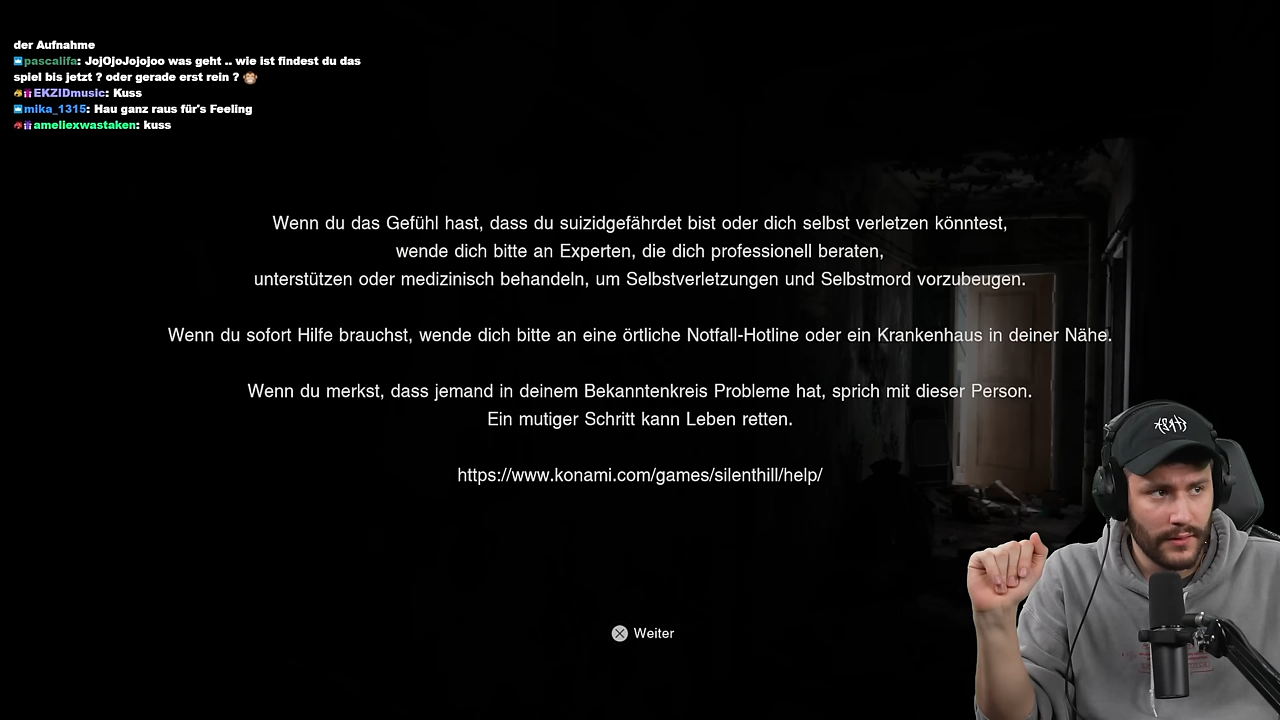 der Aufnahme
pascalifa: JojOjoJojojoo was geht .. wie ist findest du das
spiel bis jetzt ? oder gerade erst rein ?
EKZIDmusic: Kuss
mika_1315: Hau ganz raus für's Feeling
ameliexwastaken: kuss
Wenn du das Gefühl hast, dass du suizidgefährdet bist oder dich selbst verletzen könntest,
wende dich bitte an Experten, die dich professionell beraten,
unterstützen oder medizinisch behandeln, um Selbstverletzungen und Selbstmord vorzubeugen.
Wenn du sofort Hilfe brauchst, wende dich bitte an eine örtliche Notfall-Hotline oder ein Krankenhaus in deiner Nähe.
Wenn du merkst, dass jemand in deinem Bekanntenkreis Probleme hat, sprich mit dieser Person.
Ein mutiger Schritt kann Leben retten.
https://www.konami.com/games/silenthill/help/
Weiter